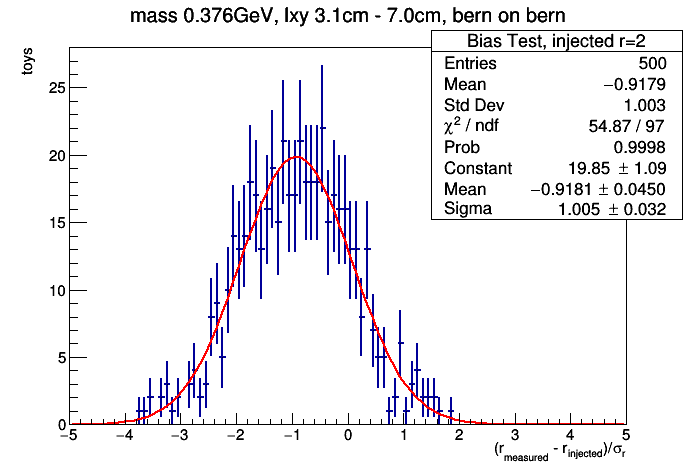 mass 0.376GeV, lxy 3.1cm - 7.0cm, bern on bern
toys
Bias Test, injected r=2
Entries 500
Mean −0.9179
Std Dev 1.003
χ² / ndf 54.87 / 97
Prob 0.9998
Constant 19.85 ± 1.09
Mean −0.9181 ± 0.0450
Sigma 1.005 ± 0.032
25
20
15
10
5
0
−5 −4 −3 −2 −1 0 1 2 3 4 5
(r_measured - r_injected)/σ_r